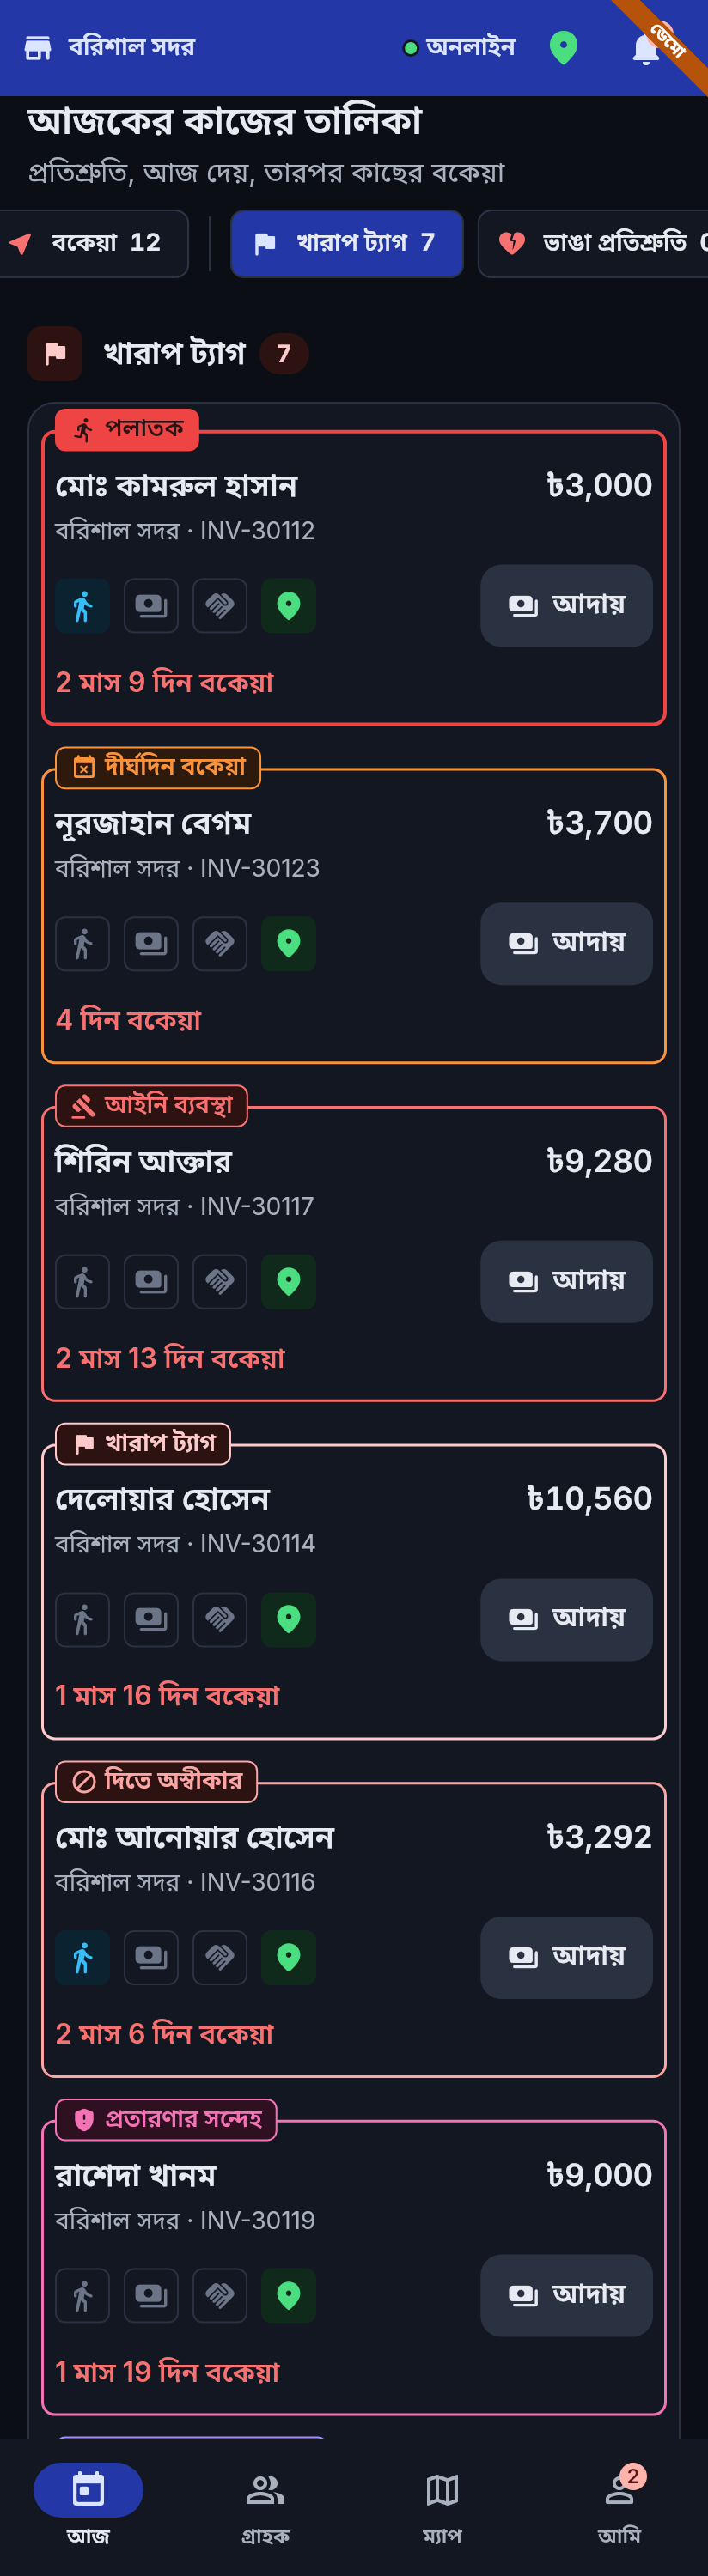 বরিশাল সদর
অনলাইন
ডেমো
আজকের কাজের তালিকা
প্রতিশ্রুতি, আজ দেয়, তারপর কাছের বকেয়া
বকেয়া 12
খারাপ ট্যাগ 7
ভাঙা প্রতিশ্রুতি 0
খারাপ ট্যাগ 7
পলাতক
মোঃ কামরুল হাসান ৳3,000
বরিশাল সদর · INV-30112
আদায়
2 মাস 9 দিন বকেয়া
দীর্ঘদিন বকেয়া
নূরজাহান বেগম ৳3,700
বরিশাল সদর · INV-30123
আদায়
4 দিন বকেয়া
আইনি ব্যবস্থা
শিরিন আক্তার ৳9,280
বরিশাল সদর · INV-30117
আদায়
2 মাস 13 দিন বকেয়া
খারাপ ট্যাগ
দেলোয়ার হোসেন ৳10,560
বরিশাল সদর · INV-30114
আদায়
1 মাস 16 দিন বকেয়া
দিতে অস্বীকার
মোঃ আনোয়ার হোসেন ৳3,292
বরিশাল সদর · INV-30116
আদায়
2 মাস 6 দিন বকেয়া
প্রতারণার সন্দেহ
রাশেদা খানম ৳9,000
বরিশাল সদর · INV-30119
আদায়
1 মাস 19 দিন বকেয়া
2
আজ
গ্রাহক
ম্যাপ
আমি